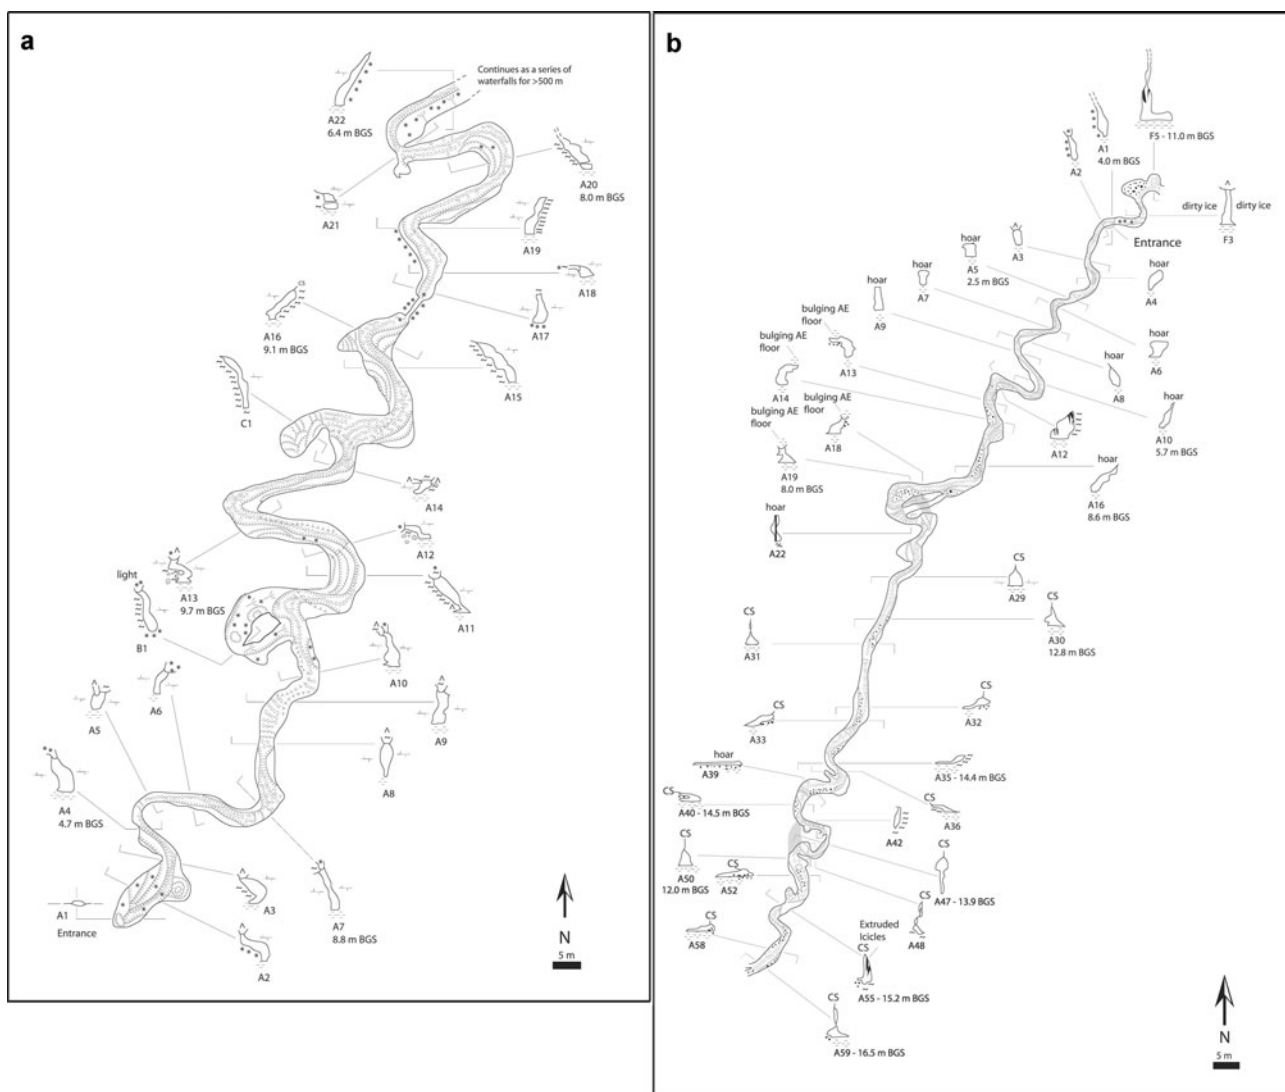 a
Continues as a series of
waterfalls for >500 m
A22
6.4 m BGS
A20
8.0 m BGS
A21
A19
A18
CS
A16
9.1 m BGS
A17
A15
C1
A14
A12
light
A13
9.7 m BGS
A11
B1
A10
A6
A5
A9
A8
A4
4.7 m BGS
A3
A1
Entrance
A7
8.8 m BGS
A2
N
5 m
b
F5 - 11.0 m BGS
A1
4.0 m BGS
A2
dirty ice
dirty ice
F3
Entrance
A3
hoar
A5
2.5 m BGS
hoar
A4
hoar
A7
hoar
A9
hoar
A6
bulging AE
floor
A13
bulging AE
floor
A14
A8
hoar
A10
5.7 m BGS
A12
bulging AE
floor
A18
bulging AE
floor
A19
8.0 m BGS
hoar
A16
8.6 m BGS
hoar
A22
CS
A29
CS
A30
12.8 m BGS
CS
A31
CS
A32
CS
A33
hoar
A39
A35 - 14.4 m BGS
CS
A40 - 14.5 m BGS
CS
A36
A42
CS
A50
12.0 m BGS
CS
A52
CS
A47 - 13.9 BGS
CS
A48
CS
A58
Extruded
Icicles
CS
A55 - 15.2 m BGS
CS
A59 - 16.5 m BGS
N
5 m